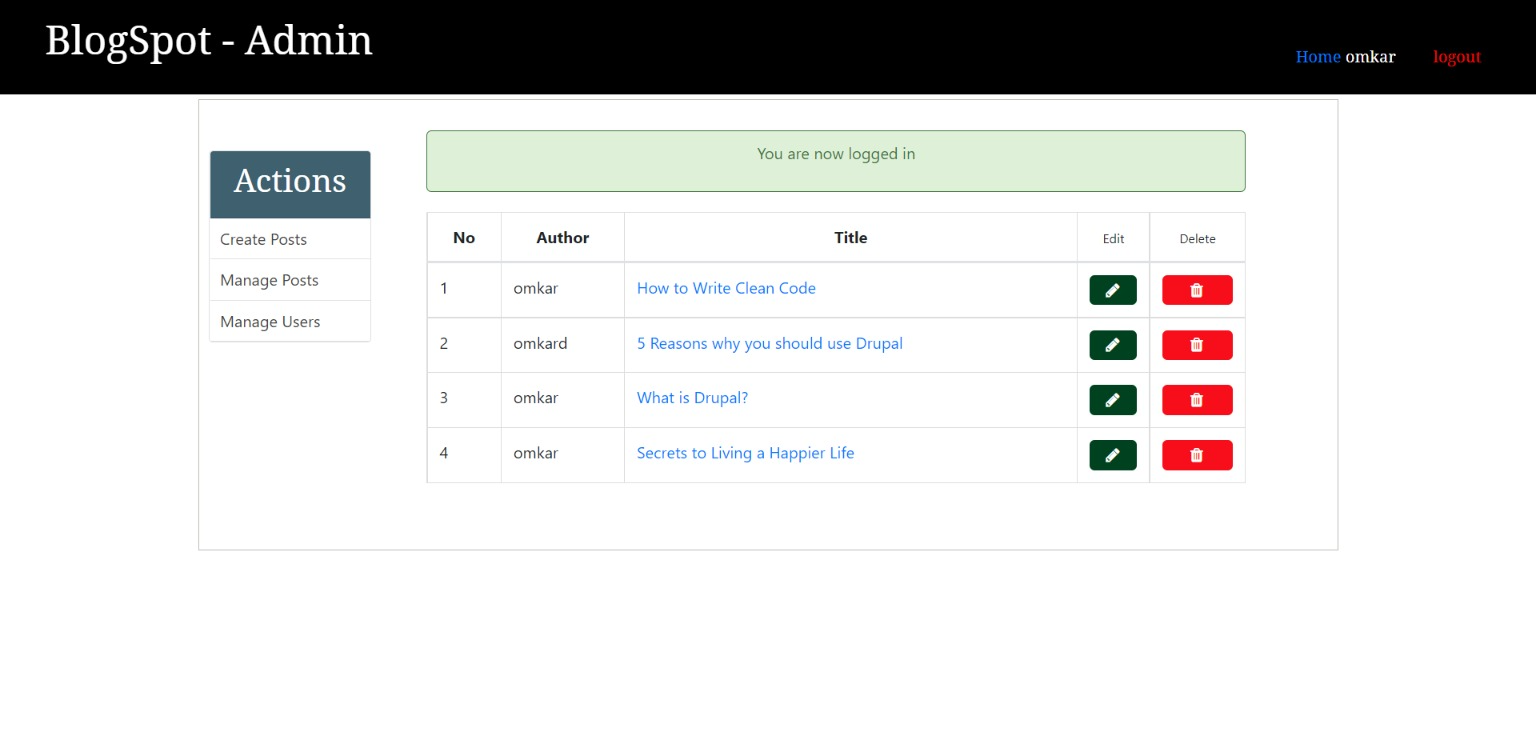 BlogSpot - Admin
Home omkar logout
Actions
Create Posts
Manage Posts
Manage Users
You are now logged in
No Author Title Edit Delete
1 omkar How to Write Clean Code
2 omkard 5 Reasons why you should use Drupal
3 omkar What is Drupal?
4 omkar Secrets to Living a Happier Life